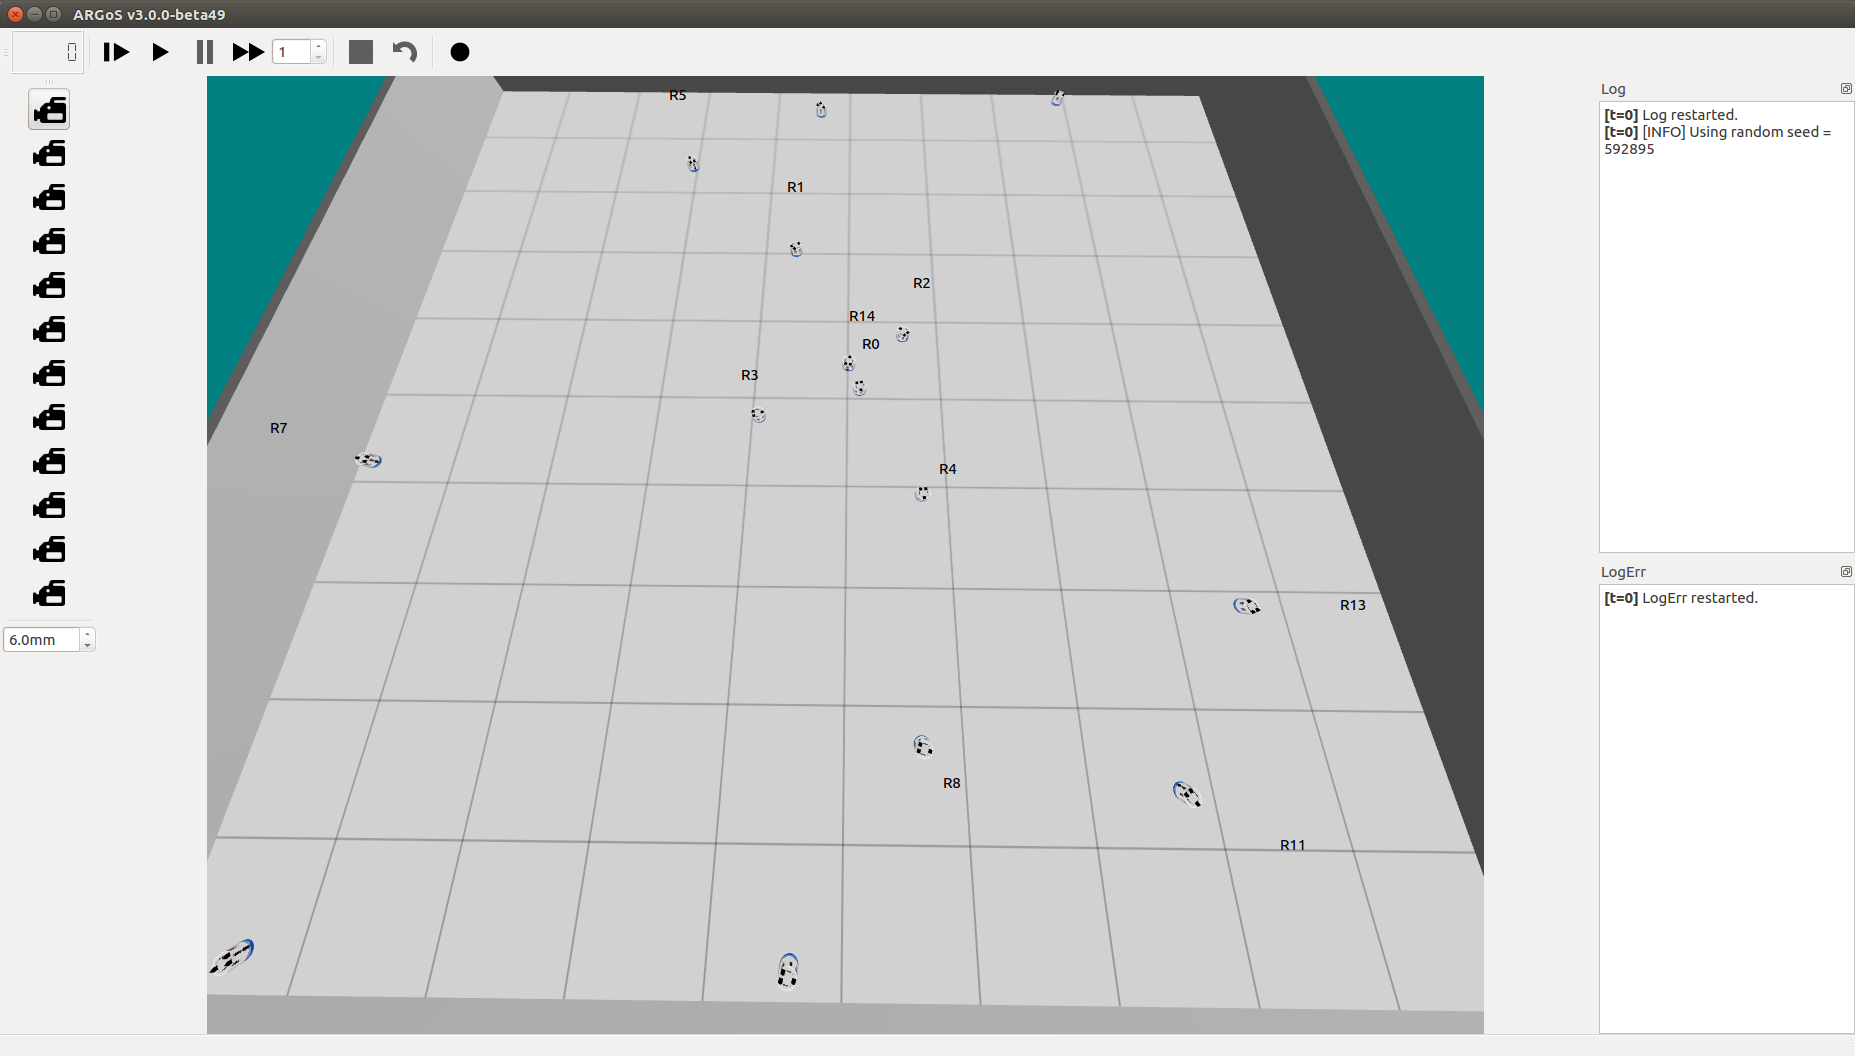 ARGoS v3.0.0-beta49
0
1
6.0mm
R5
R1
R2
R14
R0
R3
R7
R4
R13
R8
R11
Log
[t=0] Log restarted.
[t=0] [INFO] Using random seed =
592895
LogErr
[t=0] LogErr restarted.